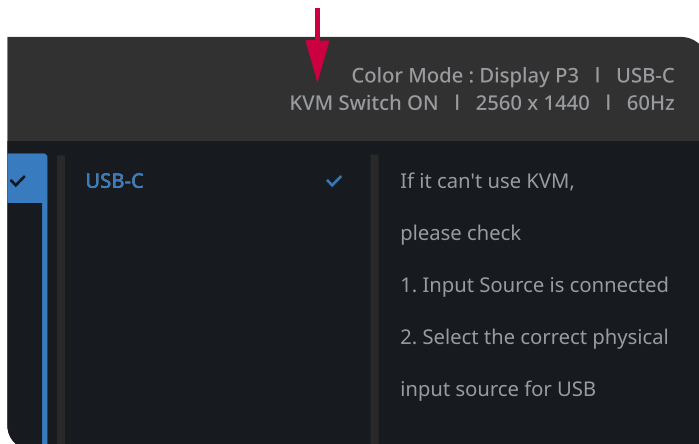 Color Mode : Display P3 l USB-C
KVM Switch ON l 2560 x 1440 l 60Hz
USB-C
If it can't use KVM,
please check
1. Input Source is connected
2. Select the correct physical
input source for USB